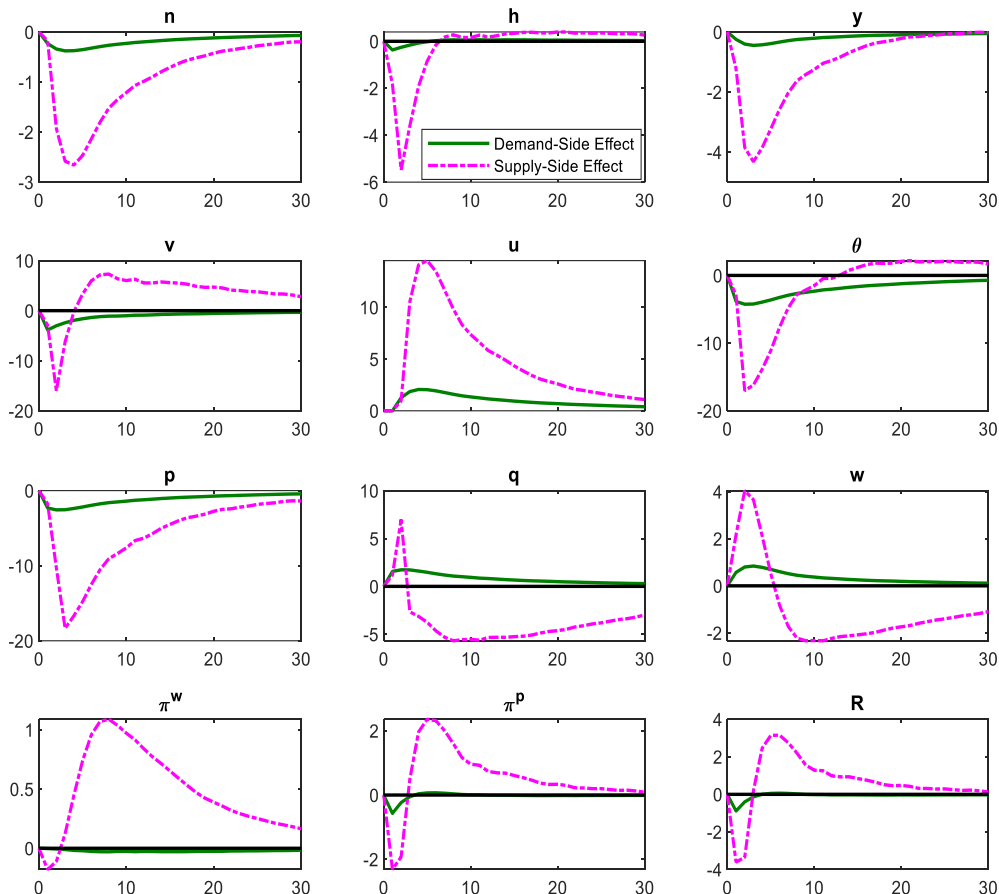 n h y
0 -1 -2 -3
0 10 20 30
0 -2 -4 -6
Demand-Side Effect
Supply-Side Effect
0 10 20 30
0 -2 -4
0 10 20 30
v u θ
10 0 -10 -20
0 10 20 30
10 5 0
0 10 20 30
0 -10 -20
0 10 20 30
p q w
0 -10 -20
0 10 20 30
10 5 0 -5
0 10 20 30
4 2 0 -2
0 10 20 30
π^w π^p R
1 0.5 0
0 10 20 30
2 0 -2
0 10 20 30
4 2 0 -2 -4
0 10 20 30